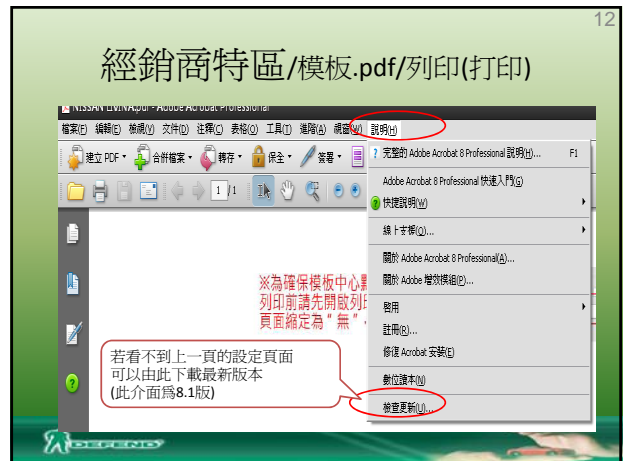 12
經銷商特區/模板.pdf/列印(打印)
NISSAN LIVINA.pdf - Adobe Acrobat Professional
檔案(F) 編輯(E) 檢視(V) 文件(D) 注釋(C) 表格(O) 工具(T) 進階(A) 視窗(W) 說明(H)
建立 PDF 合併檔案 轉存 保全 簽署
1 /1
完整的 Adobe Acrobat 8 Professional 說明(H)... F1
Adobe Acrobat 8 Professional 快速入門(G)
快捷說明(W)
線上支援(O)...
關於 Adobe Acrobat 8 Professional(A)...
關於 Adobe 增效模組(P)...
啓用
註冊(R)...
修復 Acrobat 安裝(E)
數位讀本(N)
檢查更新(U)...
※為確保模板中心
列印前請先開啟列
頁面縮定為 “ 無 ” 、
若看不到上一頁的設定頁面
可以由此下載最新版本
(此介面爲8.1版)
DEFEND